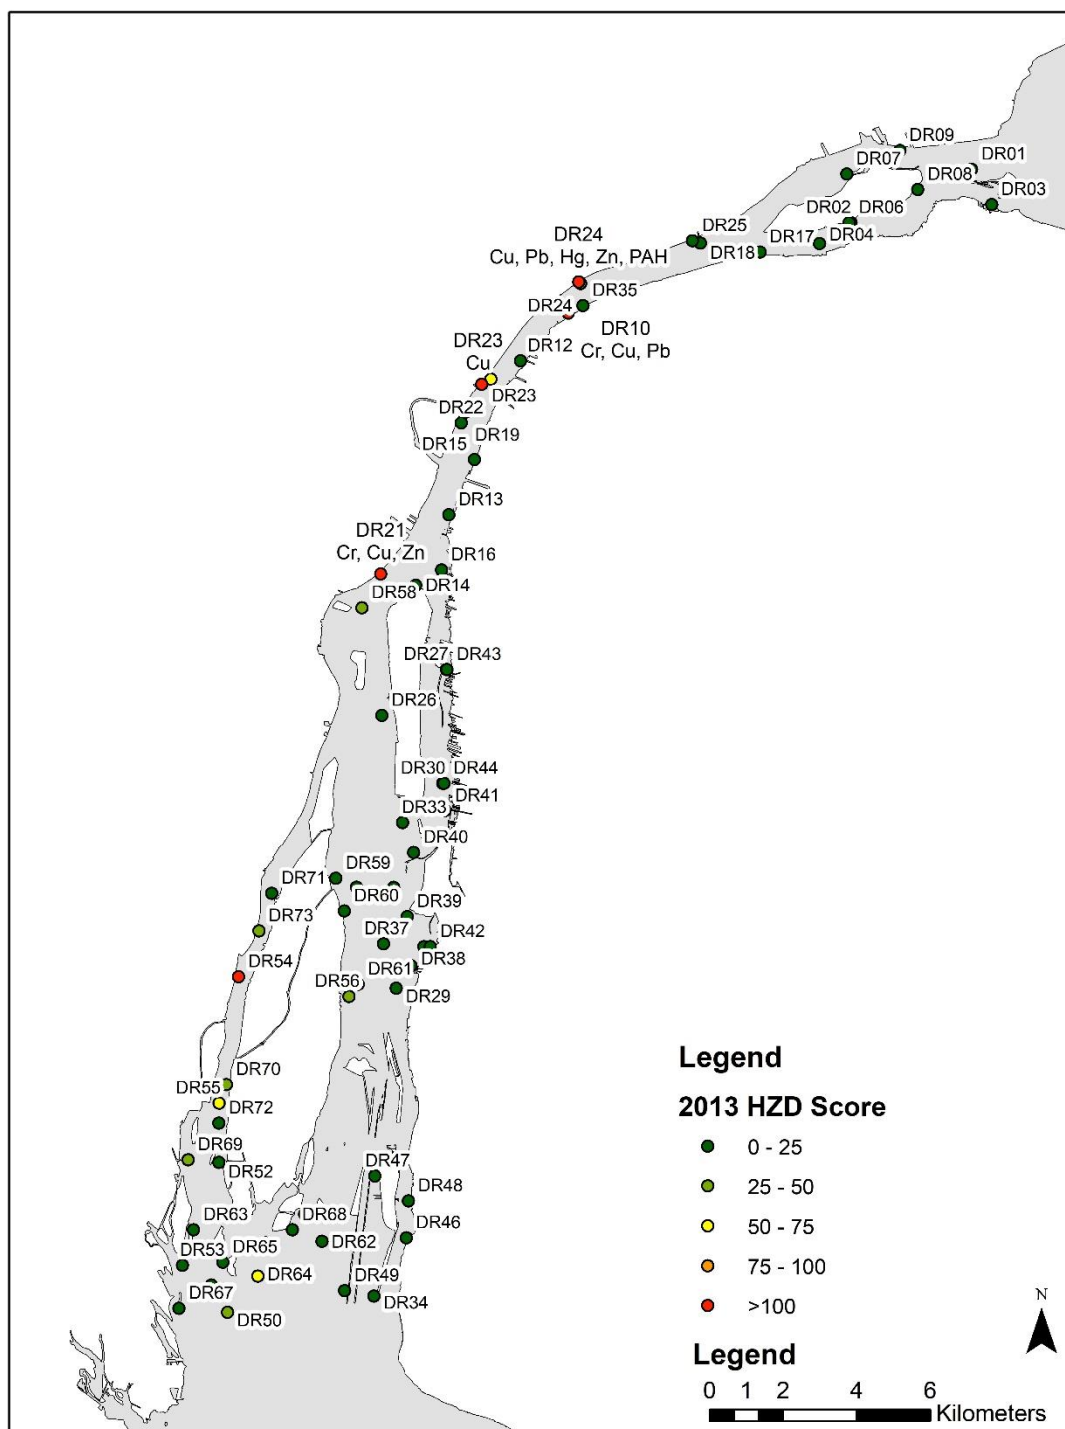 DR09
DR07
DR01
DR08
DR03
DR02
DR06
DR25
DR17
DR04
DR18
DR24
Cu, Pb, Hg, Zn, PAH
DR35
DR24
DR10
Cr, Cu, Pb
DR23
Cu
DR12
DR23
DR22
DR15
DR19
DR13
DR21
Cr, Cu, Zn
DR16
DR14
DR58
DR27
DR43
DR26
DR30
DR44
DR41
DR33
DR40
DR59
DR71
DR60
DR39
DR73
DR37
DR42
DR38
DR54
DR61
DR56
DR29
DR70
DR55
DR72
DR69
DR52
DR47
DR48
DR63
DR68
DR46
DR53
DR65
DR62
DR64
DR49
DR67
DR34
DR50
Legend
2013 HZD Score
0 - 25
25 - 50
50 - 75
75 - 100
>100
N
Legend
0 1 2 4 6
Kilometers